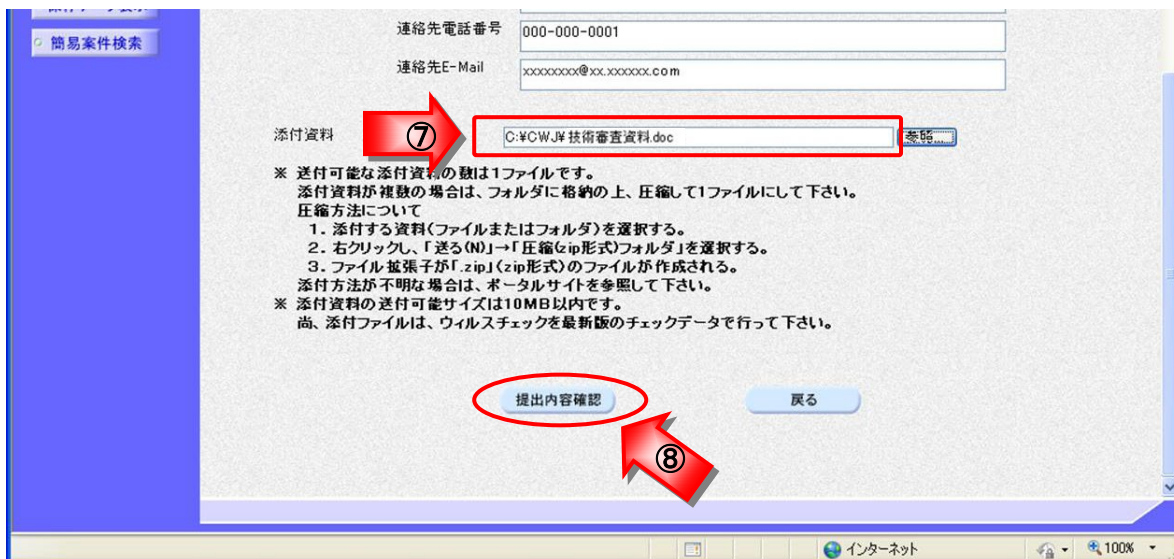 簡易案件検索
連絡先電話番号 000-000-0001
連絡先E-Mail xxxxxxxx@xx.xxxxxx.com
添付資料 ⑦ C:¥CWJ¥技術審査資料.doc 参照...
※ 送付可能な添付資料の数は1ファイルです。
添付資料が複数の場合は、フォルダに格納の上、圧縮して1ファイルにして下さい。
圧縮方法について
1. 添付する資料(ファイルまたはフォルダ)を選択する。
2. 右クリックし、「送る(N)」→「圧縮(zip形式)フォルダ」を選択する。
3. ファイル拡張子が「.zip」(zip形式)のファイルが作成される。
添付方法が不明な場合は、ポータルサイトを参照して下さい。
※ 添付資料の送付可能サイズは10MB以内です。
尚、添付ファイルは、ウィルスチェックを最新版のチェックデータで行って下さい。
提出内容確認 戻る
⑧
インターネット 100%